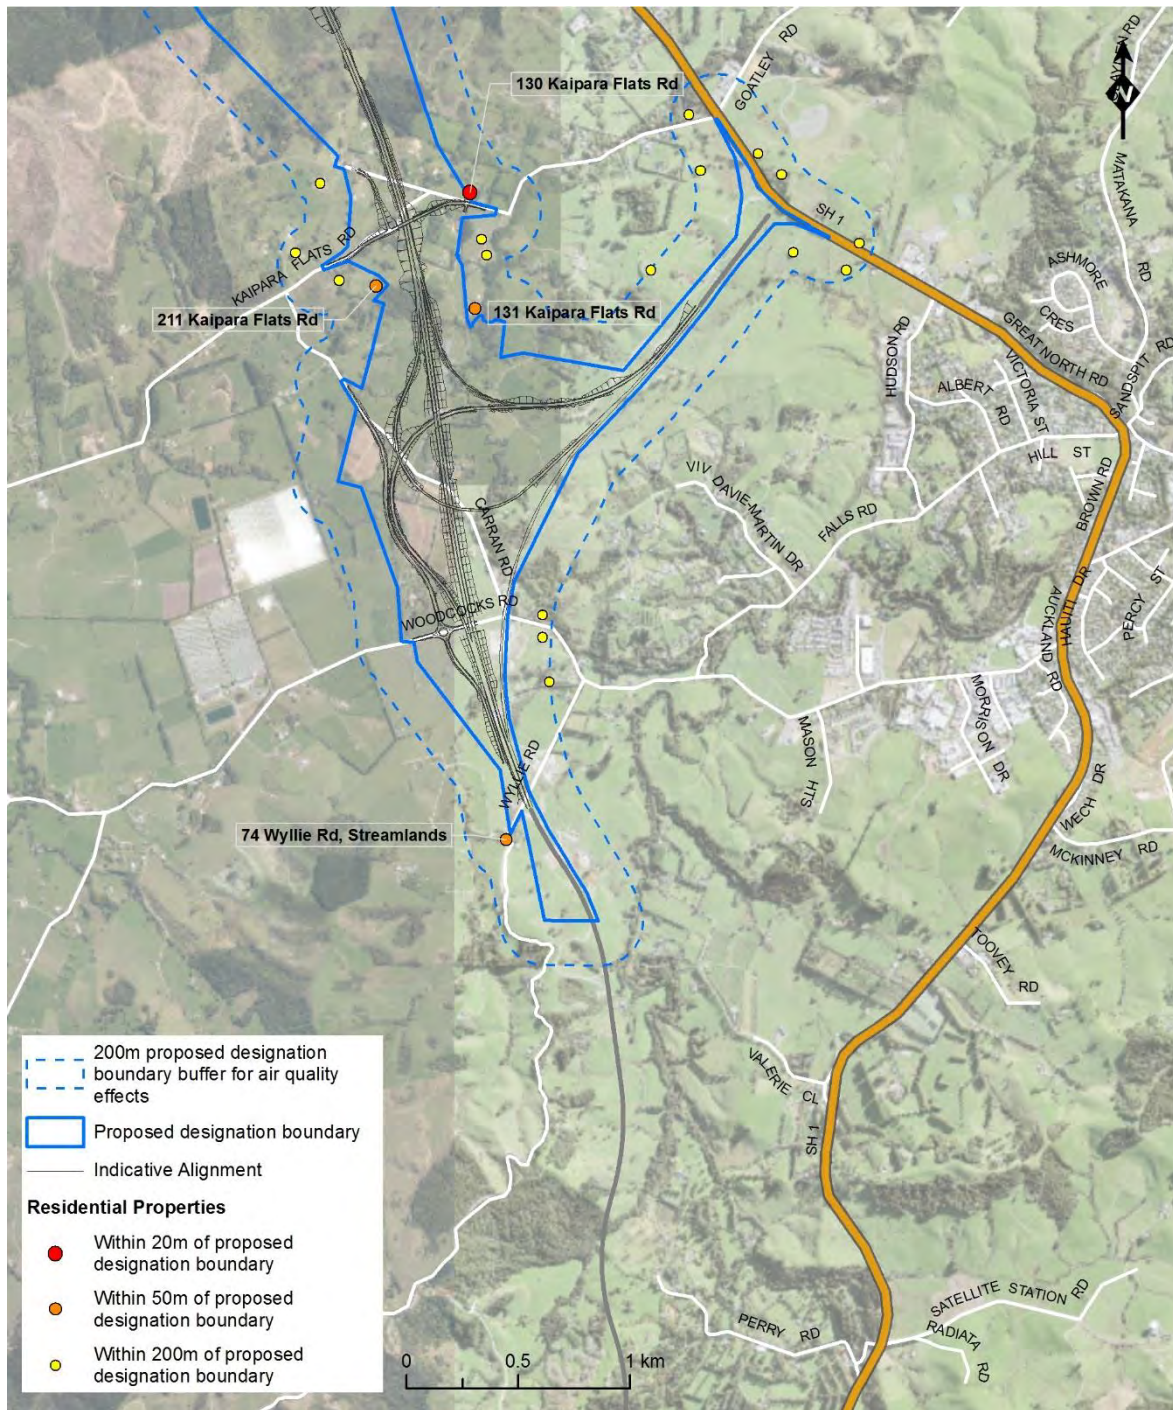 130 Kaipara Flats Rd
GOATLEY RD
N
MATAKANA RD
KAIPARA FLATS RD
SH 1
211 Kaipara Flats Rd
131 Kaipara Flats Rd
ASHMORE
CRES
GREAT NORTH RD
SANDSPIT RD
HUDSON RD
ALBERT RD
VICTORIA ST
HILL ST
BROWN RD
VIV DAVIE-MARTIN DR
FALLS RD
CARRAN RD
WOODCOCKS RD
AUCKLAND RD
HAUITI DR
PERCY ST
MASON HTS
MORRISON DR
WYLLIE RD
WECH DR
MCKINNEY RD
74 Wyllie Rd, Streamlands
TOOVEY RD
VALERIE CL
SH 1
SATELLITE STATION RD
RADIATA RD
PERRY RD
200m proposed designation
boundary buffer for air quality
effects
Proposed designation boundary
Indicative Alignment
Residential Properties
Within 20m of proposed
designation boundary
Within 50m of proposed
designation boundary
Within 200m of proposed
designation boundary
0 0.5 1 km